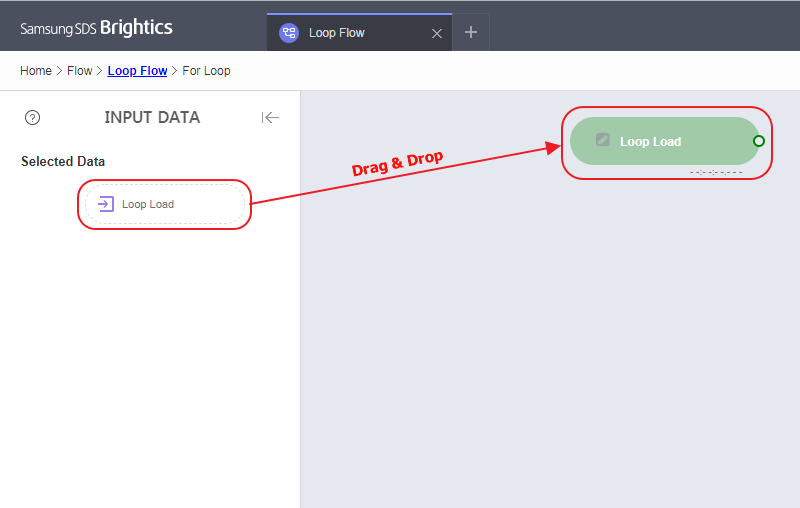 Samsung SDS Brightics
Loop Flow
Home > Flow > Loop Flow > For Loop
INPUT DATA
Selected Data
Loop Load
Drag & Drop
Loop Load
--:--:--.---